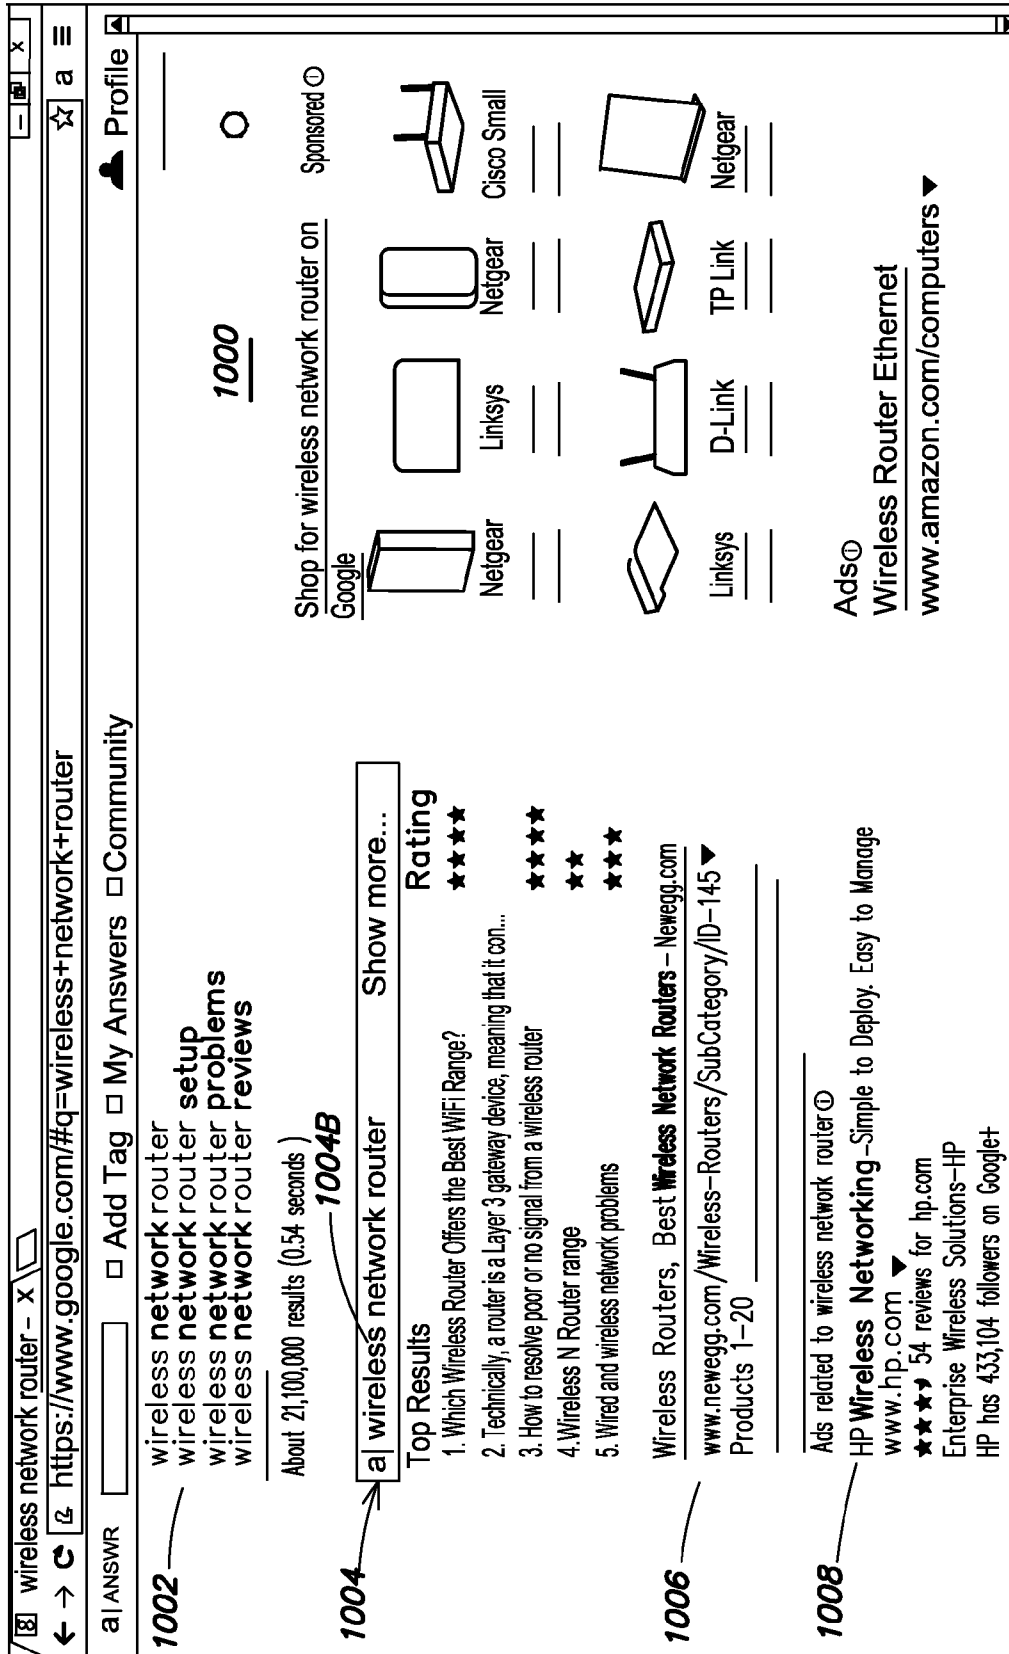 wireless network router – X
https://www.google.com/#q=wireless+network+router
a
a|ANSWR
Add Tag
My Answers
Community
Profile
1002
wireless network router
wireless network router setup
wireless network router problems
wireless network router reviews
About 21,100,000 results (0.54 seconds )
1004B
1004
a| wireless network router
Show more...
Top Results
Rating
1. Which Wireless Router Offers the Best WiFi Range?
★★★★
2. Technically, a router is a Layer 3 gateway device, meaning that it con...
3. How to resolve poor or no signal from a wireless router
★★★★
4.Wireless N Router range
★★
5. Wired and wireless network problems
★★★
1006
Wireless Routers, Best Wireless Network Routers – Newegg.com
www.newegg.com/Wireless–Routers/SubCategory/ID–145
Products 1–20
1008
Ads related to wireless network router
HP Wireless Networking–Simple to Deploy. Easy to Manage
www.hp.com
54 reviews for hp.com
Enterprise Wireless Solutions–HP
HP has 433,104 followers on Google+
1000
Shop for wireless network router on
Google
Sponsored
Netgear
Linksys
Netgear
Cisco Small
Linksys
D-Link
TP Link
Netgear
Ads
Wireless Router Ethernet
www.amazon.com/computers